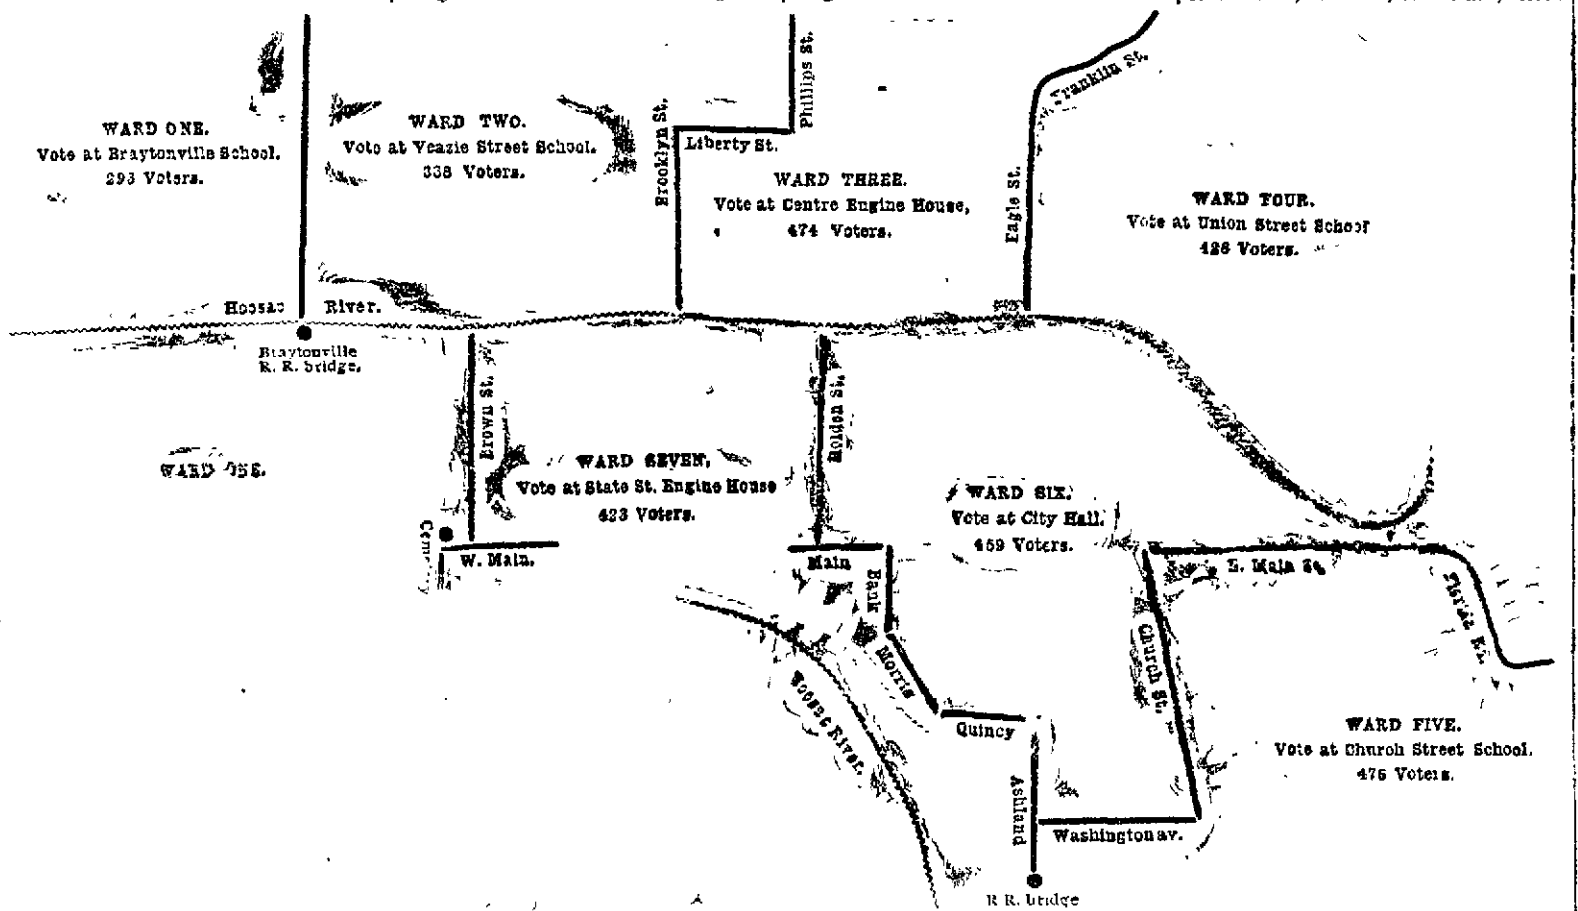 WARD ONE.
Vote at Braytonville School.
293 Voters.
WARD TWO.
Vote at Veazie Street School.
338 Voters.
Brooklyn St.
Liberty St.
Phillips St.
WARD THREE.
Vote at Centre Engine House,
474 Voters.
Eagle St.
Franklin St.
WARD FOUR.
Vote at Union Street School
426 Voters.
Hoosac River.
Braytonville
R. R. bridge.
WARD ONE.
Brown St.
WARD SEVEN,
Vote at State St. Engine House
423 Voters.
Holden St.
WARD SIX.
Vote at City Hall.
459 Voters.
Cemetery
W. Main.
Main
Bank
Morris
Hoosac River.
Quincy
Ashland
Washington av.
R R. bridge
Church St.
E. Main St.
WARD FIVE.
Vote at Church Street School.
475 Voters.